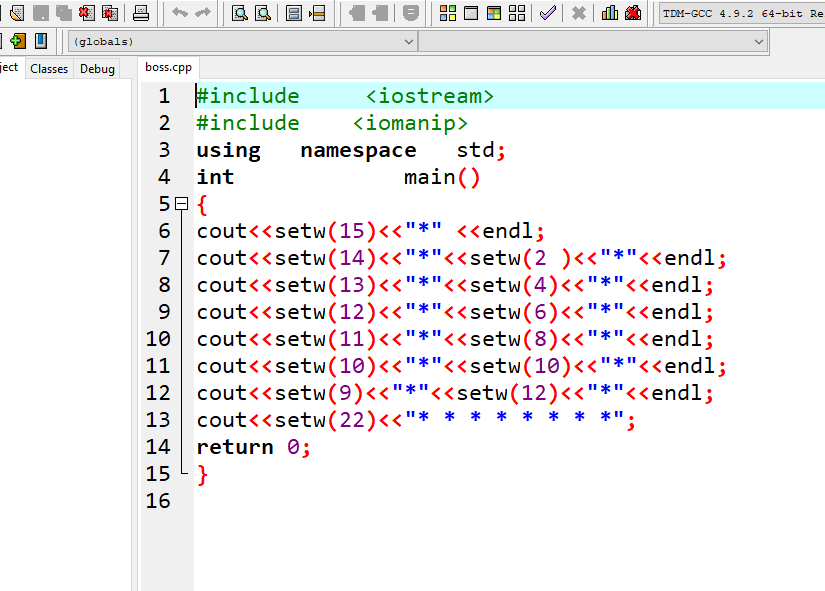 TDM-GCC 4.9.2 64-bit Re
(globals)
ject Classes Debug
boss.cpp
1 #include     <iostream>
2 #include    <iomanip>
3 using   namespace   std;
4 int             main()
5 {
6 cout<<setw(15)<<"*" <<endl;
7 cout<<setw(14)<<"*"<<setw(2 )<<"*"<<endl;
8 cout<<setw(13)<<"*"<<setw(4)<<"*"<<endl;
9 cout<<setw(12)<<"*"<<setw(6)<<"*"<<endl;
10 cout<<setw(11)<<"*"<<setw(8)<<"*"<<endl;
11 cout<<setw(10)<<"*"<<setw(10)<<"*"<<endl;
12 cout<<setw(9)<<"*"<<setw(12)<<"*"<<endl;
13 cout<<setw(22)<<"* * * * * * * *";
14 return 0;
15 }
16